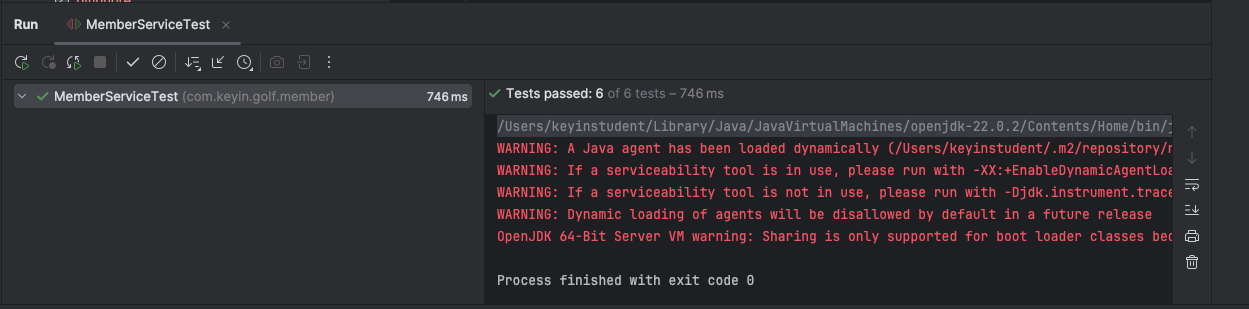 Run MemberServiceTest
MemberServiceTest (com.keyin.golf.member) 746 ms
Tests passed: 6 of 6 tests – 746 ms
/Users/keyinstudent/Library/Java/JavaVirtualMachines/openjdk-22.0.2/Contents/Home/bin/j
WARNING: A Java agent has been loaded dynamically (/Users/keyinstudent/.m2/repository/n
WARNING: If a serviceability tool is in use, please run with -XX:+EnableDynamicAgentLoa
WARNING: If a serviceability tool is not in use, please run with -Djdk.instrument.trace
WARNING: Dynamic loading of agents will be disallowed by default in a future release
OpenJDK 64-Bit Server VM warning: Sharing is only supported for boot loader classes bec
Process finished with exit code 0